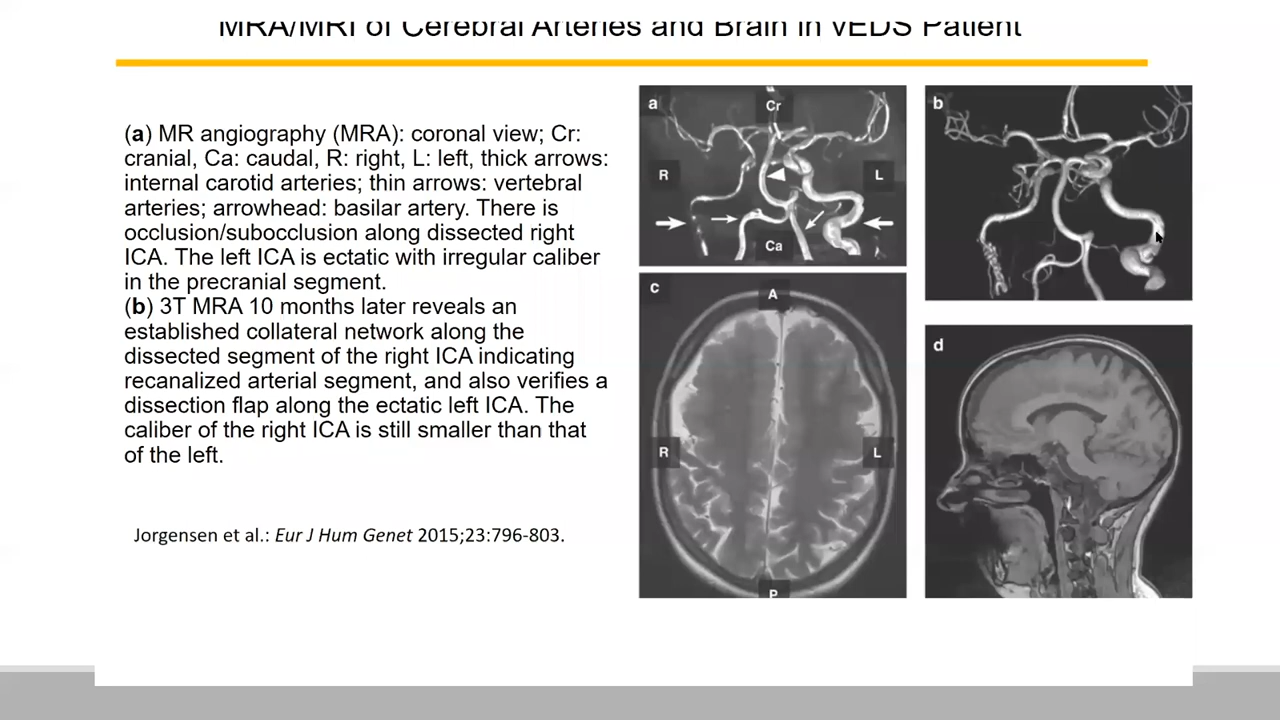 MRA/MRI of Cerebral Arteries and Brain in vEDS Patient
(a) MR angiography (MRA): coronal view; Cr:
cranial, Ca: caudal, R: right, L: left, thick arrows:
internal carotid arteries; thin arrows: vertebral
arteries; arrowhead: basilar artery. There is
occlusion/subocclusion along dissected right
ICA. The left ICA is ectatic with irregular caliber
in the precranial segment.
(b) 3T MRA 10 months later reveals an
established collateral network along the
dissected segment of the right ICA indicating
recanalized arterial segment, and also verifies a
dissection flap along the ectatic left ICA. The
caliber of the right ICA is still smaller than that
of the left.
Jorgensen et al.: Eur J Hum Genet 2015;23:796-803.
a
Cr
R
L
Ca
b
c
A
R
L
P
d